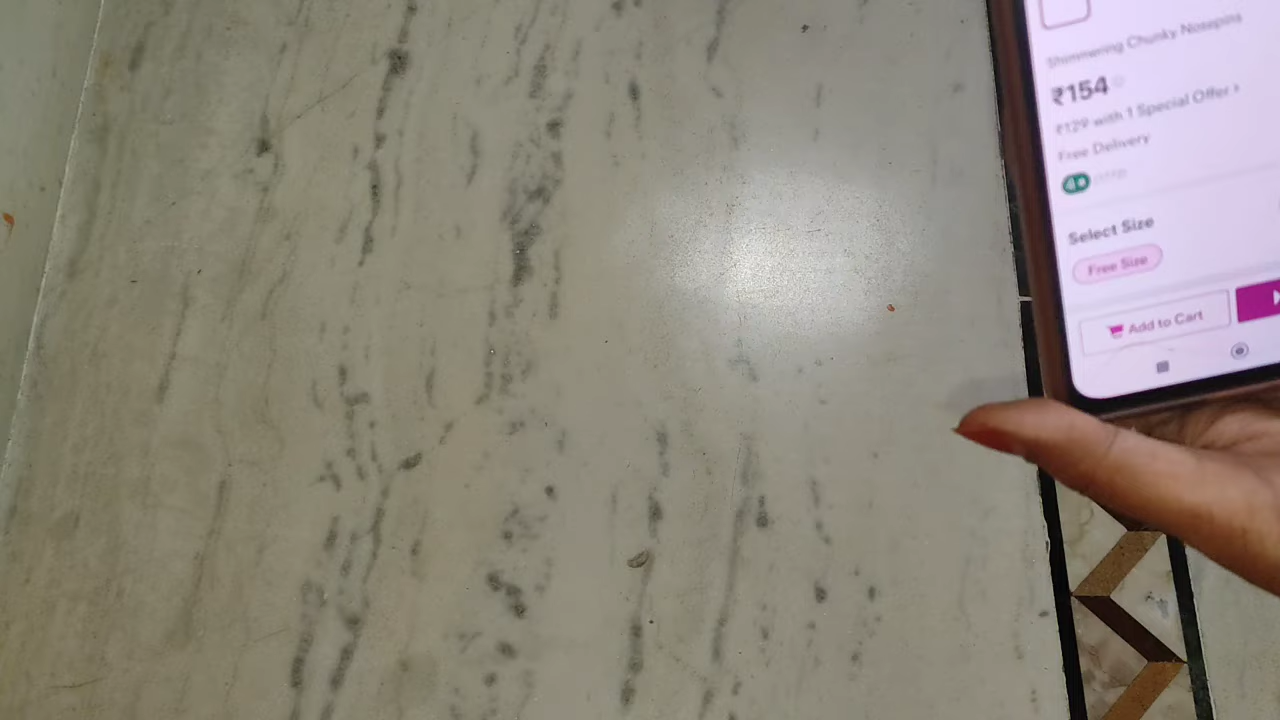 Shimmering Chunky Nosepins
₹154
₹129 with 1 Special Offer >
Free Delivery
Select Size
Free Size
Add to Cart